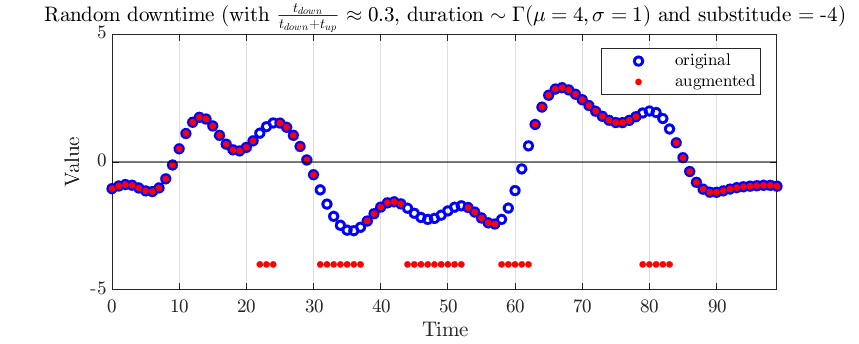 Random downtime (with t_down/(t_down+t_up) ≈ 0.3, duration ∼ Γ(μ = 4, σ = 1) and substitude = -4)
5
original
augmented
Value
0
-5
0 10 20 30 40 50 60 70 80 90
Time